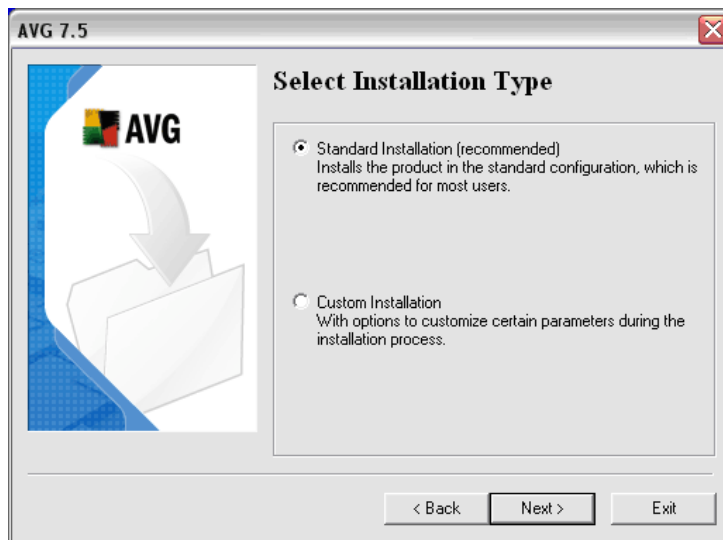 AVG 7.5
AVG
Select Installation Type
Standard Installation (recommended)
Installs the product in the standard configuration, which is
recommended for most users.
Custom Installation
With options to customize certain parameters during the
installation process.
< Back
Next >
Exit